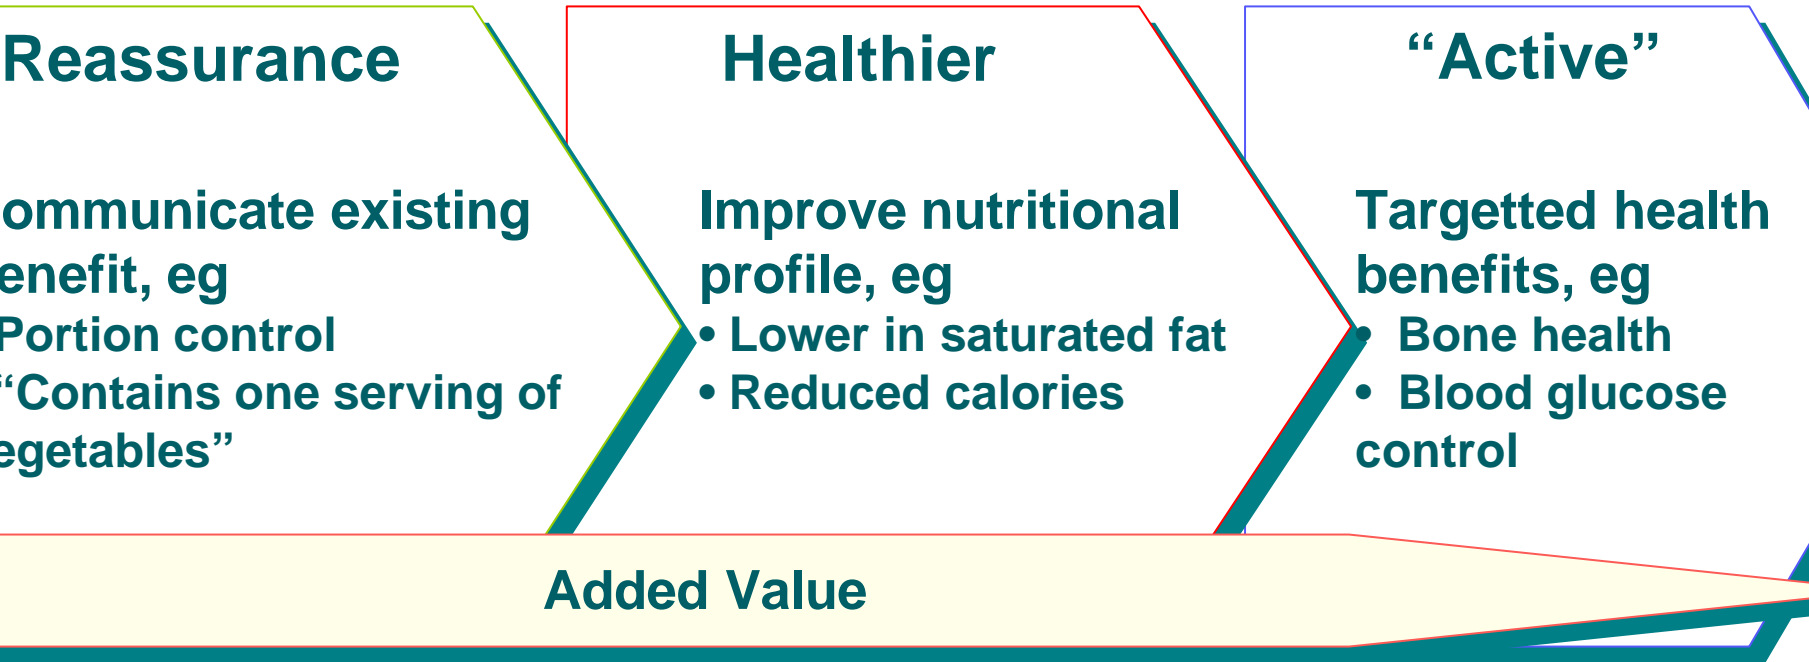 Reassurance
ommunicate existing
enefit, eg
Portion control
“Contains one serving of
egetables”
Healthier
Improve nutritional
profile, eg
• Lower in saturated fat
• Reduced calories
“Active”
Targetted health
benefits, eg
• Bone health
• Blood glucose
control
Added Value